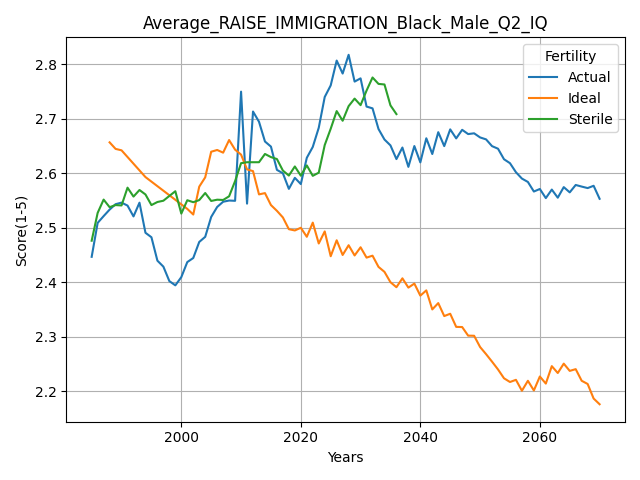 Average_RAISE_IMMIGRATION_Black_Male_Q2_IQ
Score(1-5)
2.8
2.7
2.6
2.5
2.4
2.3
2.2
2000
2020
2040
2060
Years
Fertility
Actual
Ideal
Sterile